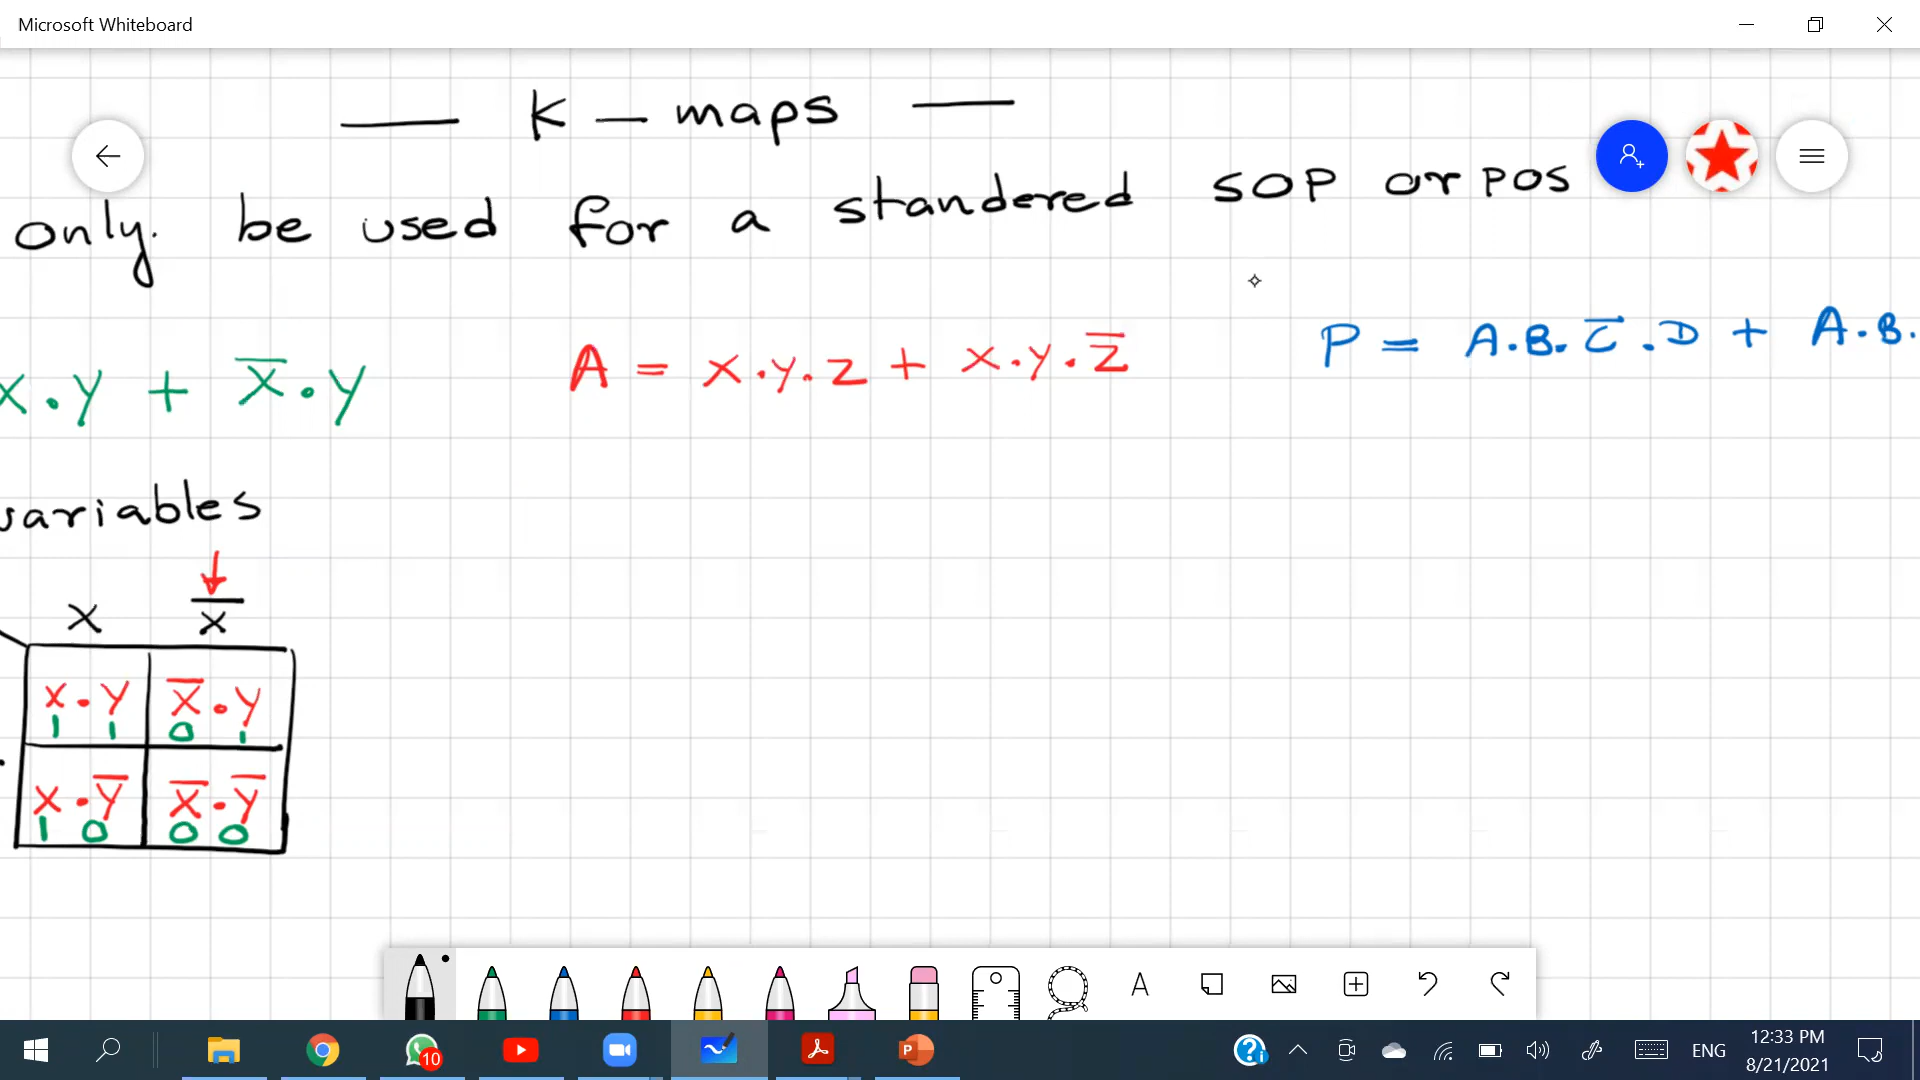 Microsoft Whiteboard
K - maps
only. be used for a standered SOP or POS
X.Y + X̅.Y
A = X.Y.Z + X.Y.Z̅
P = A.B.C̅.D + A.B.
variables
X X̅
X.Y X̅.Y
1 1 0 1
X.Y̅ X̅.Y̅
1 0 0 0
A
10
P
ENG
12:33 PM
8/21/2021